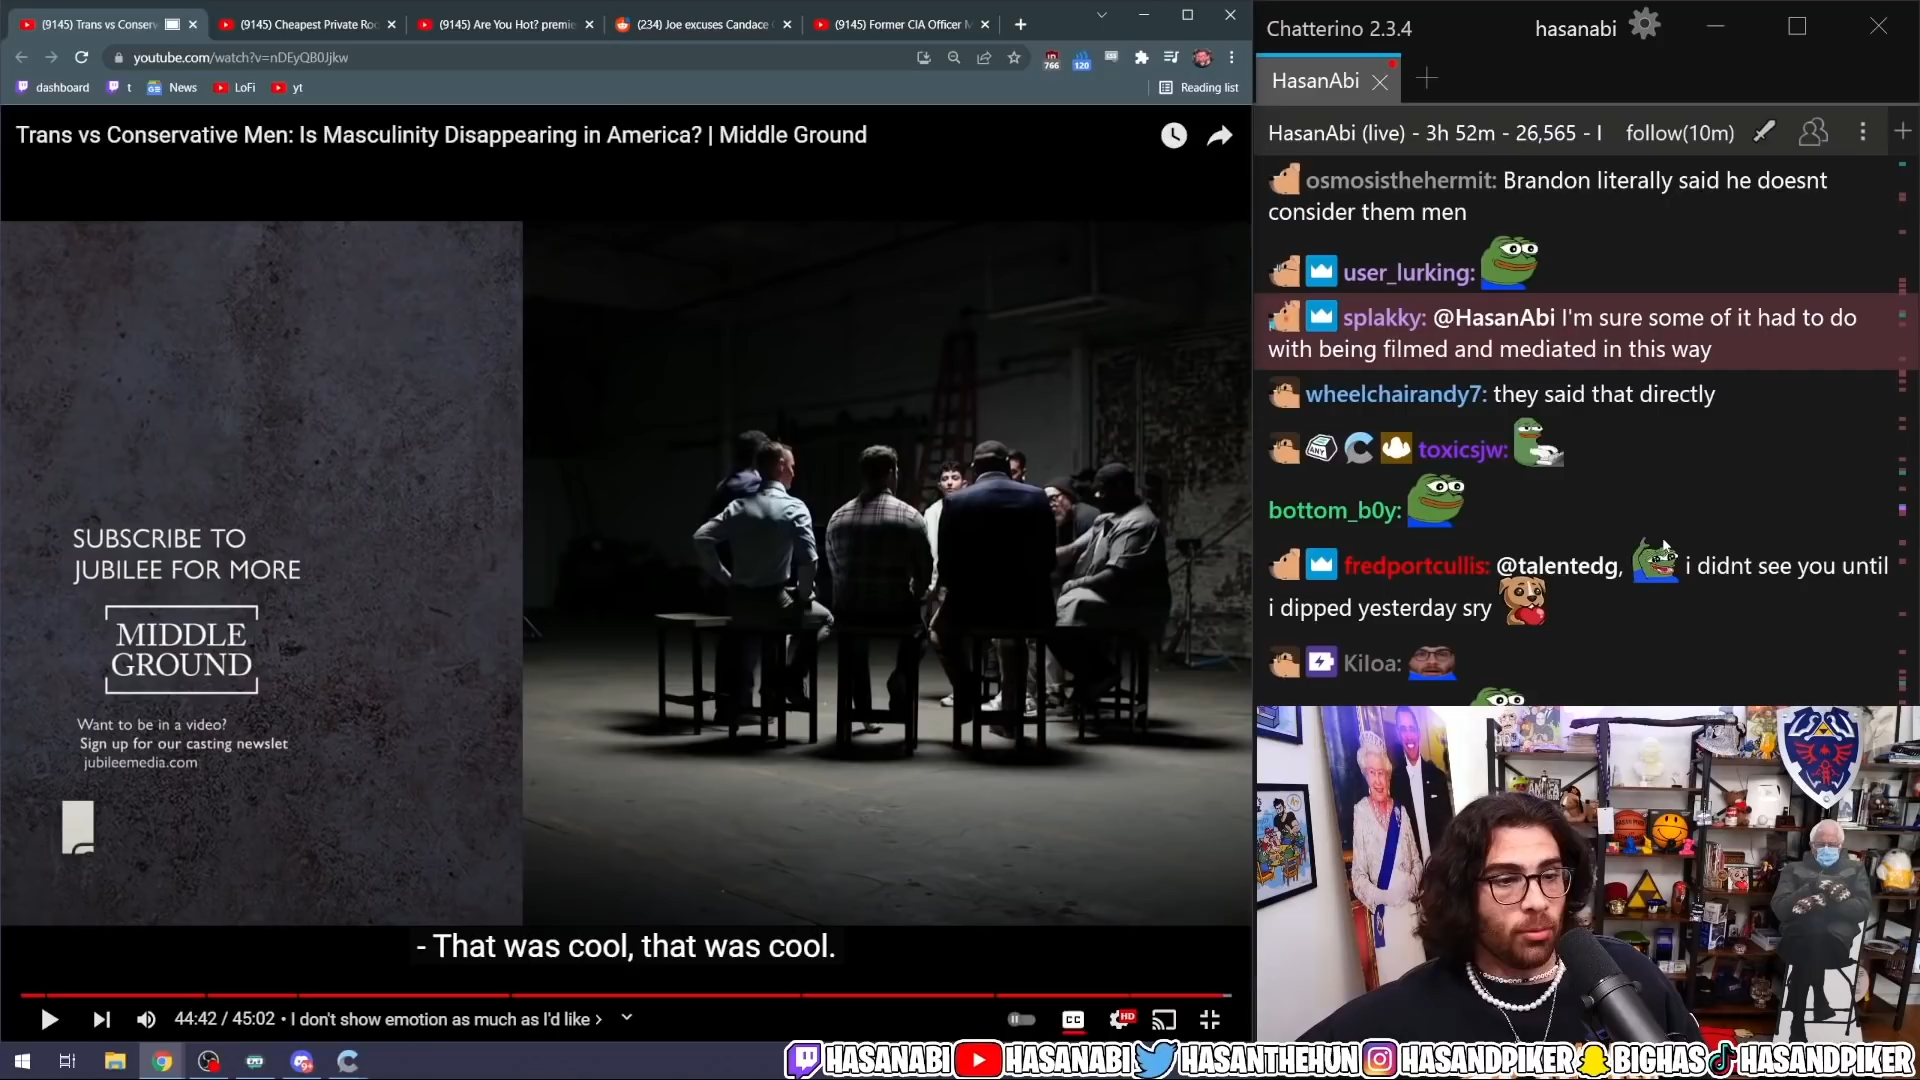 (9145) Trans vs Conserv
(9145) Cheapest Private Roo
(9145) Are You Hot? premie
(234) Joe excuses Candace
(9145) Former CIA Officer
youtube.com/watch?v=nDEyQB0Jjkw
766
120
dashboard
t
News
LoFi
yt
Reading list
Trans vs Conservative Men: Is Masculinity Disappearing in America? | Middle Ground
SUBSCRIBE TO
JUBILEE FOR MORE
MIDDLE
GROUND
Want to be in a video?
Sign up for our casting newslet
jubileemedia.com
- That was cool, that was cool.
44:42 / 45:02 • I don't show emotion as much as I'd like >
CC
HD
Chatterino 2.3.4
hasanabi
HasanAbi
HasanAbi (live) - 3h 52m - 26,565 - I
follow(10m)
osmosisthehermit: Brandon literally said he doesnt
consider them men
user_lurking:
splakky: @HasanAbi I'm sure some of it had to do
with being filmed and mediated in this way
wheelchairandy7: they said that directly
ANY
toxicsjw:
bottom_b0y:
fredportcullis: @talentedg, i didnt see you until
i dipped yesterday sry
Kiloa:
HASANABI HASANABI HASANTHEHUN HASANDPIKER BIGHAS HASANDPIKER